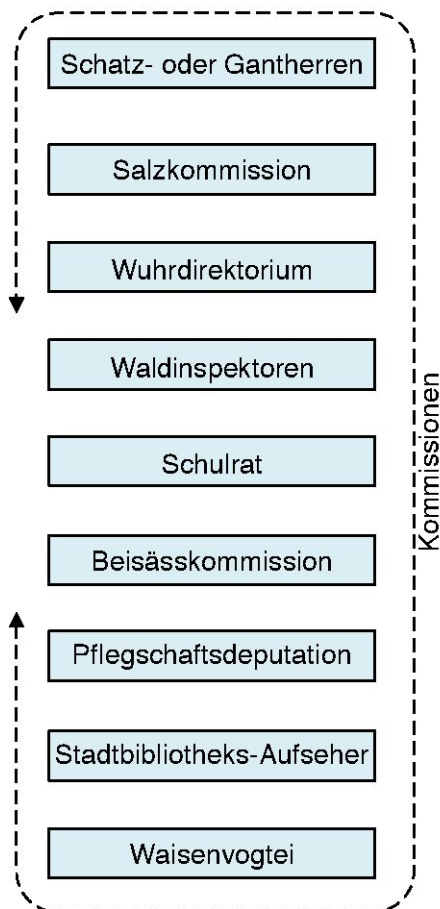 Schatz- oder Gantherren
Salzkommission
Wuhrdirektorium
Waldinspektoren
Schulrat
Beisässkommission
Pflegschaftsdeputation
Stadtbibliotheks-Aufseher
Waisenvogtei
Kommissionen